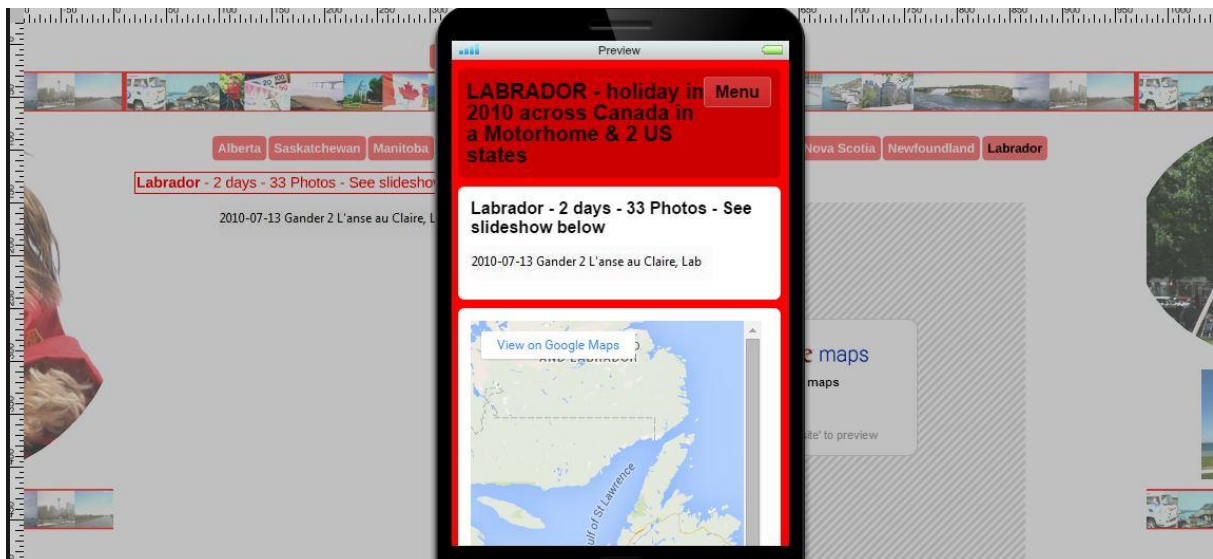 Preview
LABRADOR - holiday in
2010 across Canada in
a Motorhome & 2 US
states
Menu
Alberta
Saskatchewan
Manitoba
Nova Scotia
Newfoundland
Labrador
Labrador - 2 days - 33 Photos - See slidesho
2010-07-13 Gander 2 L'anse au Claire, L
Labrador - 2 days - 33 Photos - See
slideshow below
2010-07-13 Gander 2 L'anse au Claire, Lab
View on Google Maps
AND LABRADOR
Gulf of St Lawrence
maps
maps
to preview